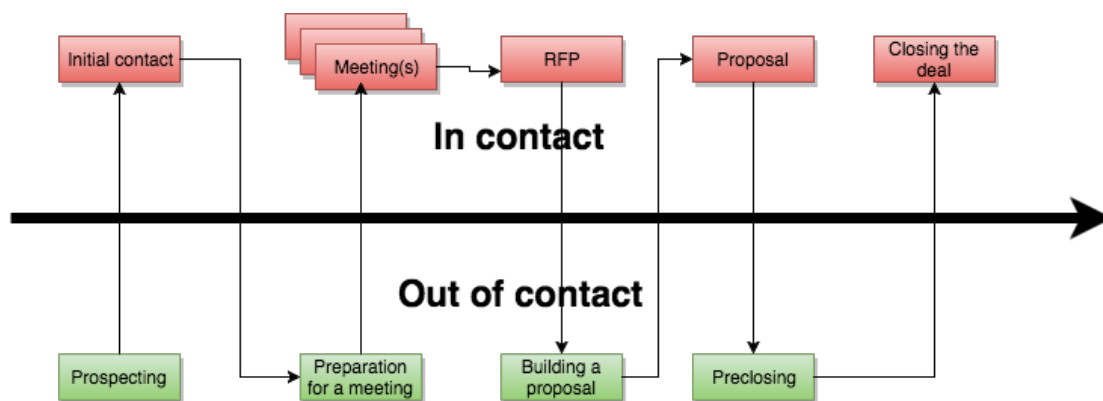 Initial contact
Meeting(s)
RFP
Proposal
Closing the
deal
In contact
Out of contact
Prospecting
Preparation
for a meeting
Building a
proposal
Preclosing